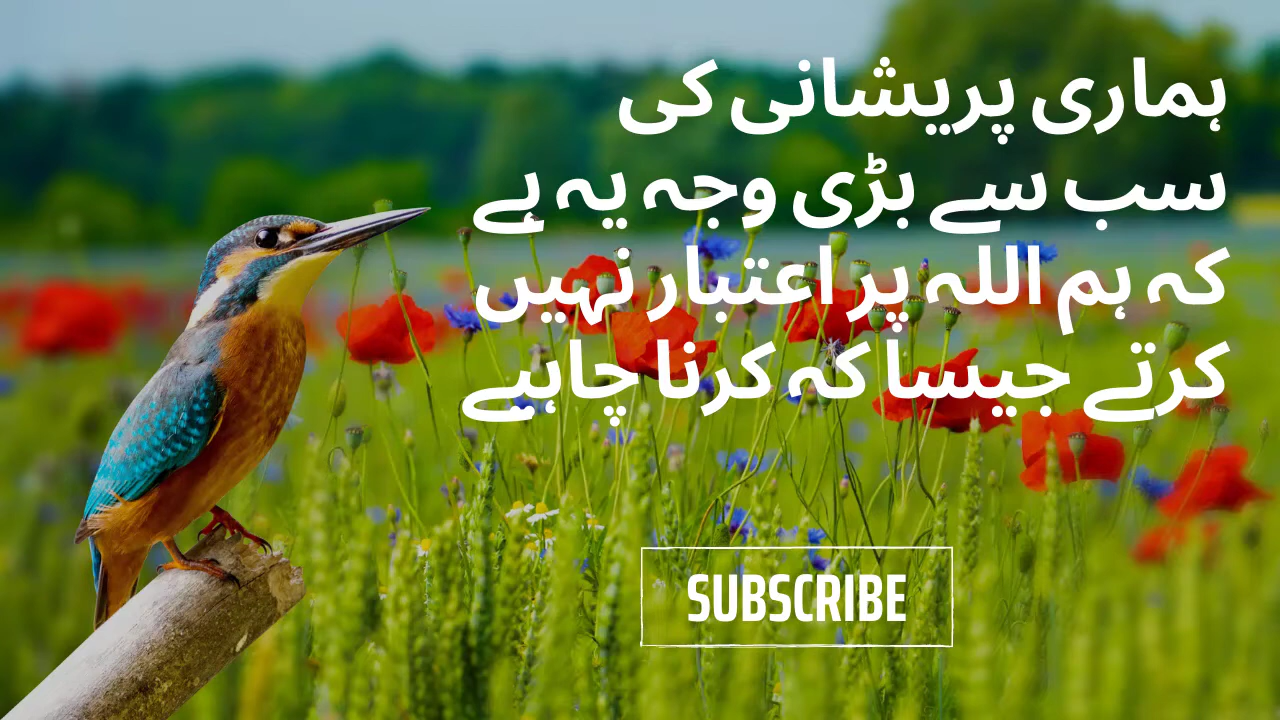 ہماری پریشانی کی
سب سے بڑی وجہ یہ ہے
کہ ہم اللہ پر اعتبار نہیں
کرتے جیسا کہ کرنا چاہیے
SUBSCRIBE